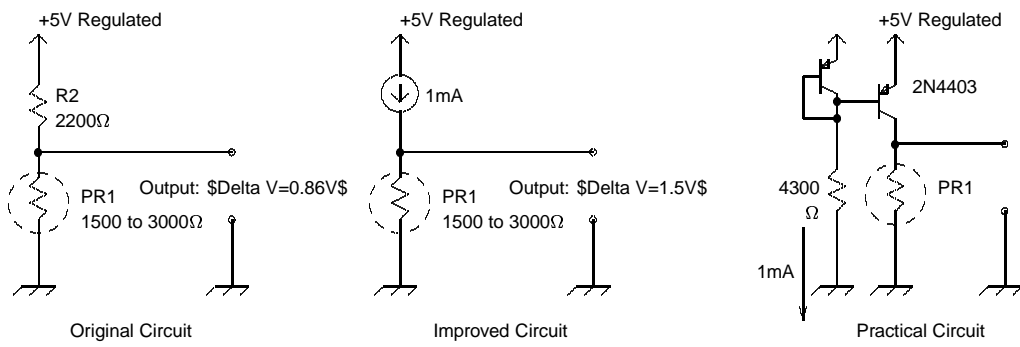 +5V Regulated
R2
2200Ω
PR1
1500 to 3000Ω
Output: $Delta V=0.86V$
Original Circuit
+5V Regulated
1mA
PR1
1500 to 3000Ω
Output: $Delta V=1.5V$
Improved Circuit
+5V Regulated
2N4403
4300
Ω
PR1
1mA
Practical Circuit